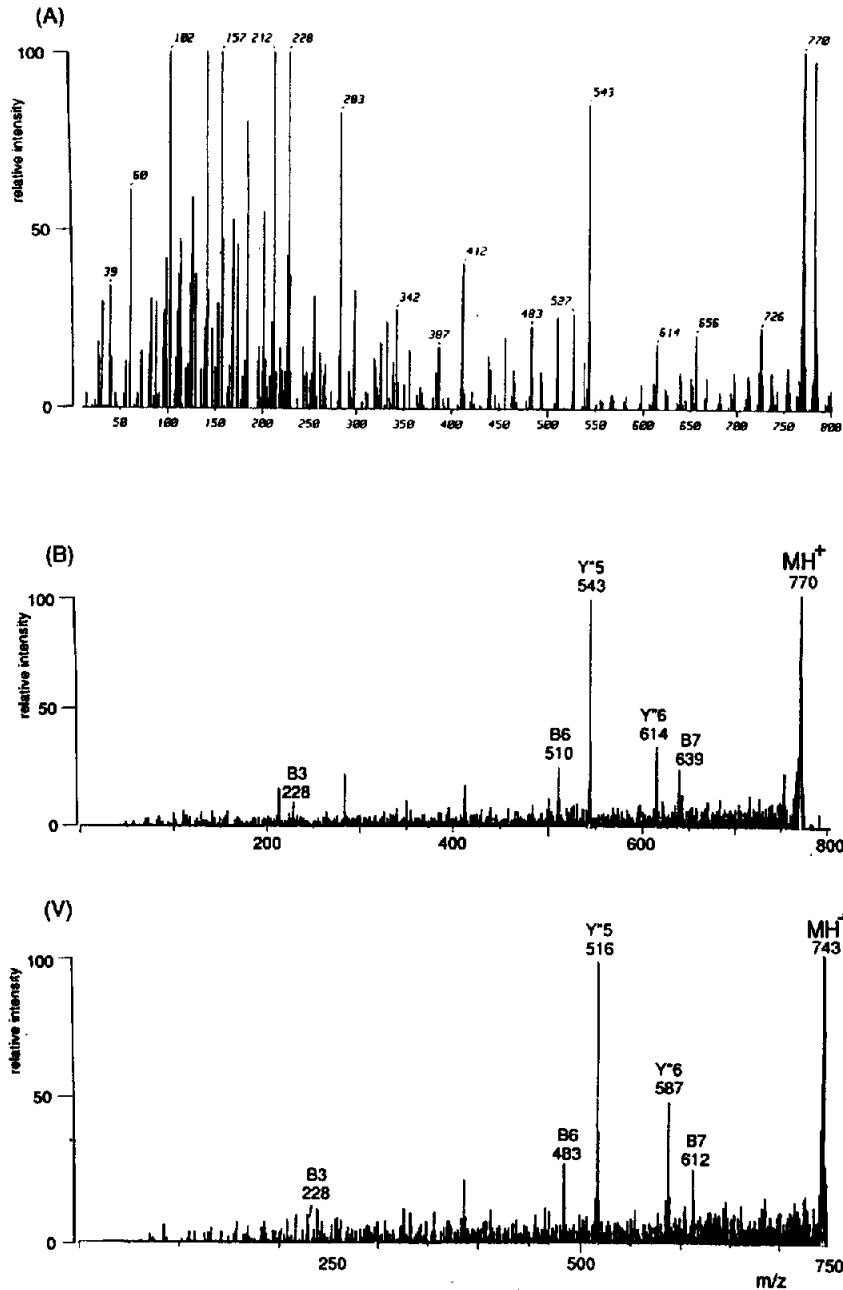 (A)
102 157 212 228 770
100
203
543
60
50
412
39
342
387
483
527
614
656
726
0
relative intensity
50 100 150 200 250 300 350 400 450 500 550 600 650 700 750 800
(B)
MH+
770
Y"5
543
100
relative intensity
50
Y"6
614
B6
510
B7
639
B3
228
0
200 400 600 800
(V)
Y"5
516
MH+
743
100
relative intensity
50
Y"6
587
B6
483
B7
612
B3
228
0
250 500 750
m/z